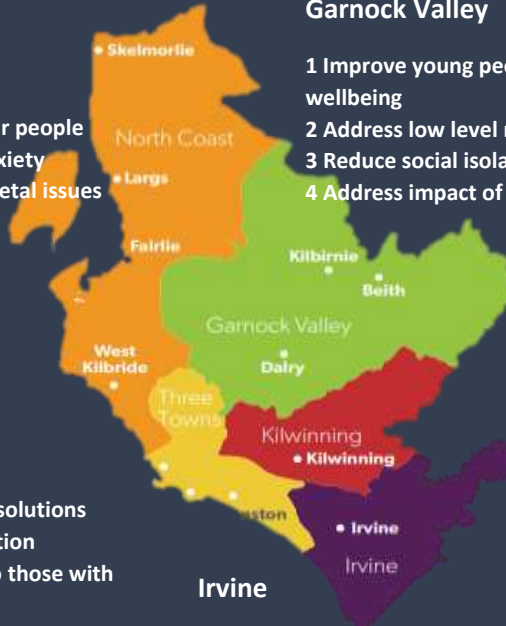 Garnock Valley
1 Improve young peo
wellbeing
2 Address low level m
3 Reduce social isola
4 Address impact of
r people
xiety
etal issues
Skelmorlie
North Coast
Largs
Fairlie
Kilbirnie
Beith
Garnock Valley
West
Kilbride
Dalry
Three
Towns
Kilwinning
Kilwinning
ston
Irvine
Irvine
solutions
tion
o those with
Irvine